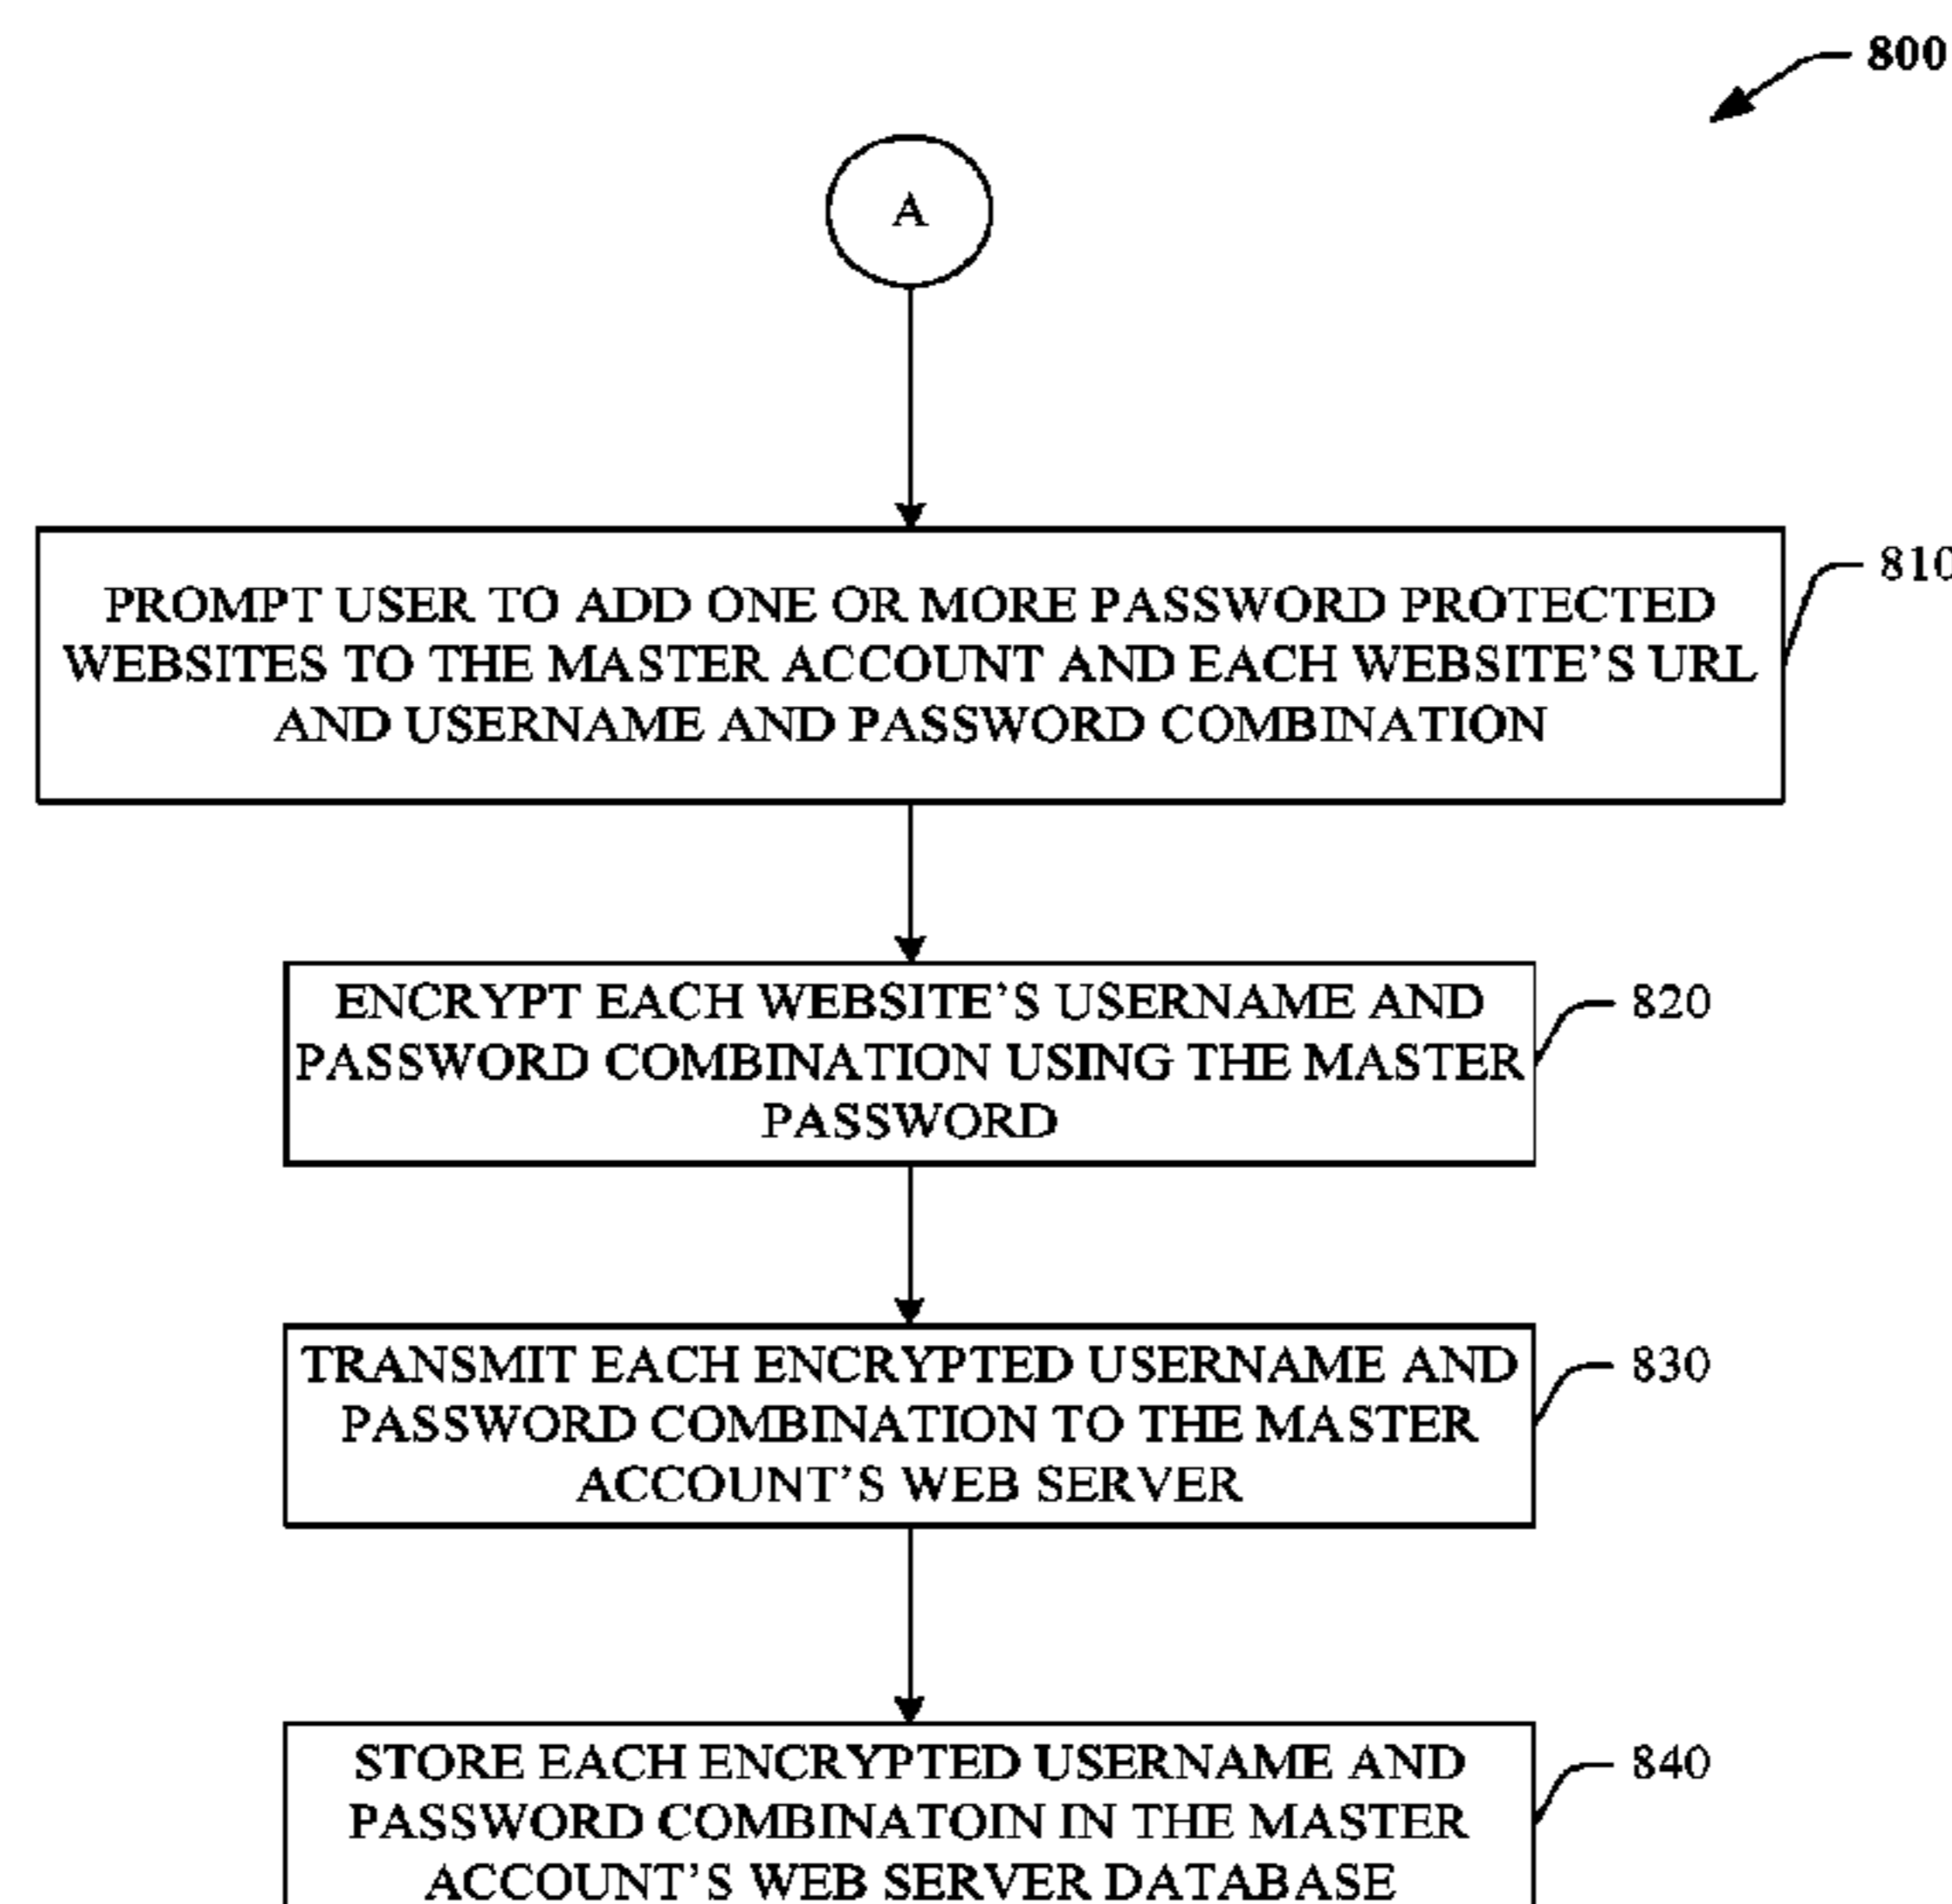 800
A
PROMPT USER TO ADD ONE OR MORE PASSWORD PROTECTED
WEBSITES TO THE MASTER ACCOUNT AND EACH WEBSITE'S URL
AND USERNAME AND PASSWORD COMBINATION
810
ENCRYPT EACH WEBSITE'S USERNAME AND
PASSWORD COMBINATION USING THE MASTER
PASSWORD
820
TRANSMIT EACH ENCRYPTED USERNAME AND
PASSWORD COMBINATION TO THE MASTER
ACCOUNT'S WEB SERVER
830
STORE EACH ENCRYPTED USERNAME AND
PASSWORD COMBINATOIN IN THE MASTER
ACCOUNT'S WEB SERVER DATABASE
840